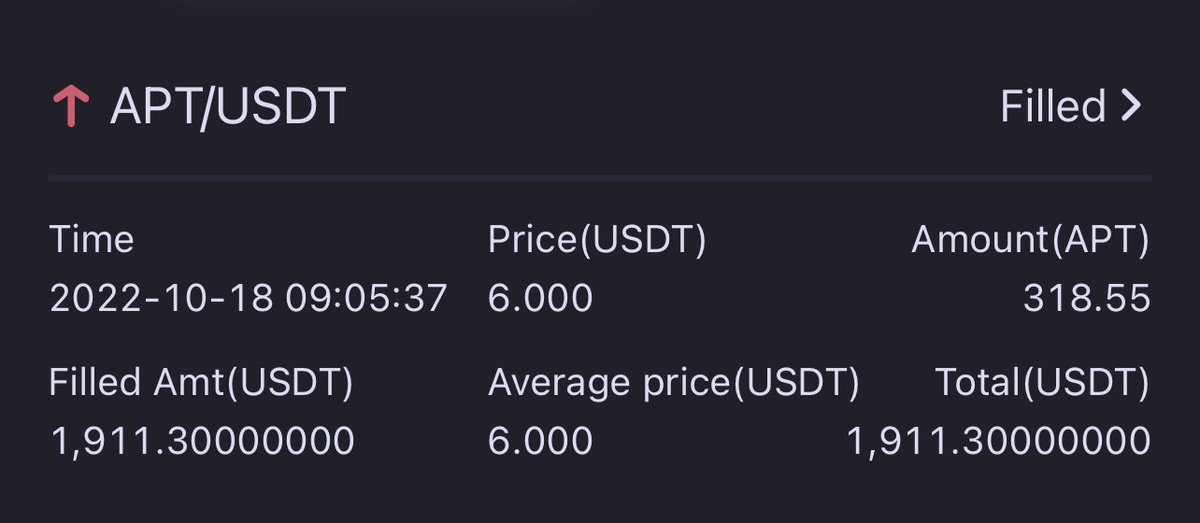 APT/USDT Filled >
Time Price(USDT) Amount(APT)
2022-10-18 09:05:37 6.000 318.55
Filled Amt(USDT) Average price(USDT) Total(USDT)
1,911.30000000 6.000 1,911.30000000